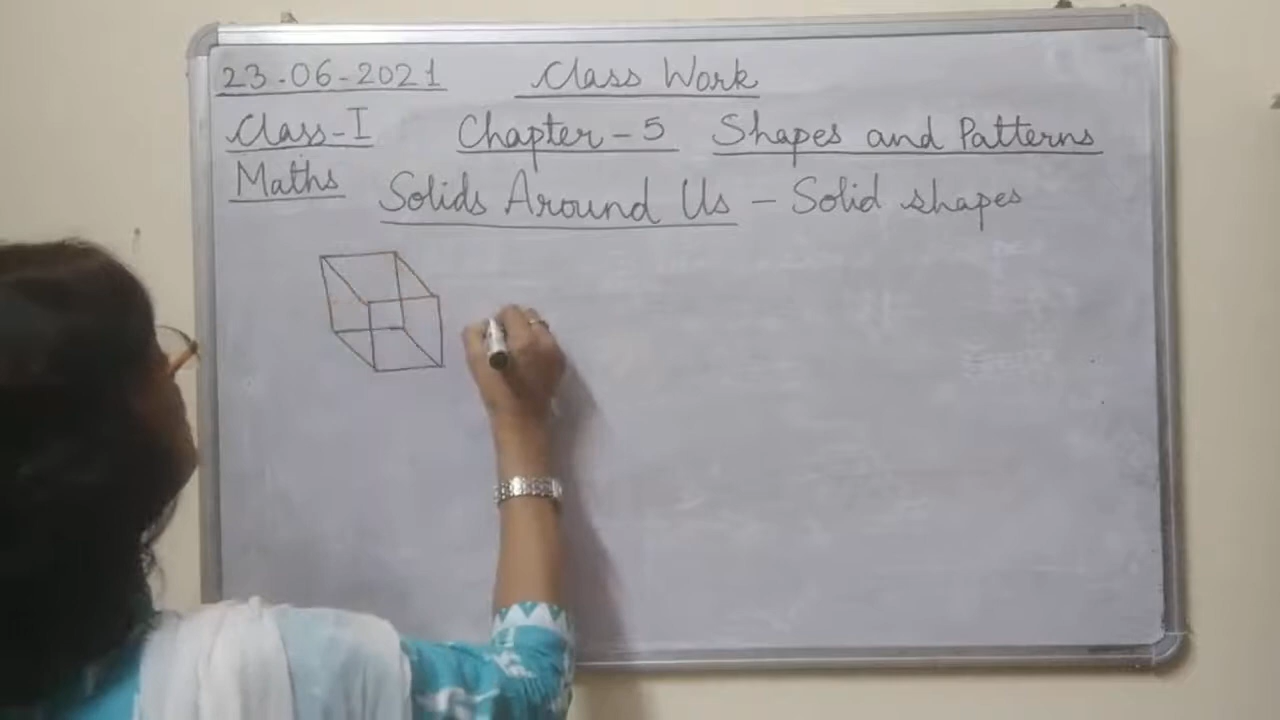 23-06-2021 Class Work
Class-I Chapter-5 Shapes and Patterns
Maths Solids Around Us - Solid shapes